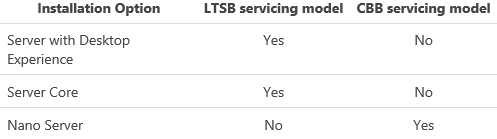 Installation Option LTSB servicing model CBB servicing model
Server with Desktop Yes No
Experience
Server Core Yes No
Nano Server No Yes